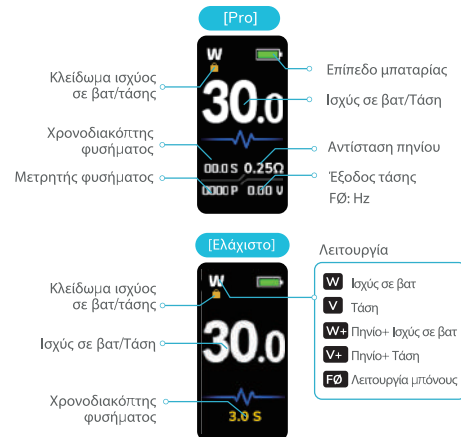 [Pro]
W
Κλείδωμα ισχύος
σε βατ/τάσης
Επίπεδο μπαταρίας
30.0
Ισχύς σε βατ/Τάση
Χρονοδιακόπτης
φυσήματος
Αντίσταση πηνίου
00.0 S 0.25Ω
Μετρητής φυσήματος
0000 P 0.00 V
Έξοδος τάσης
FØ: Hz
[Ελάχιστο]
Λειτουργία
W
Κλείδωμα ισχύος
σε βατ/τάσης
Ισχύς σε βατ/Τάση
30.0
Χρονοδιακόπτης
φυσήματος
3.0 S
W Ισχύς σε βατ
V Τάση
W+ Πηνίο+ Ισχύς σε βατ
V+ Πηνίο+ Τάση
FØ Λειτουργία μπόνους